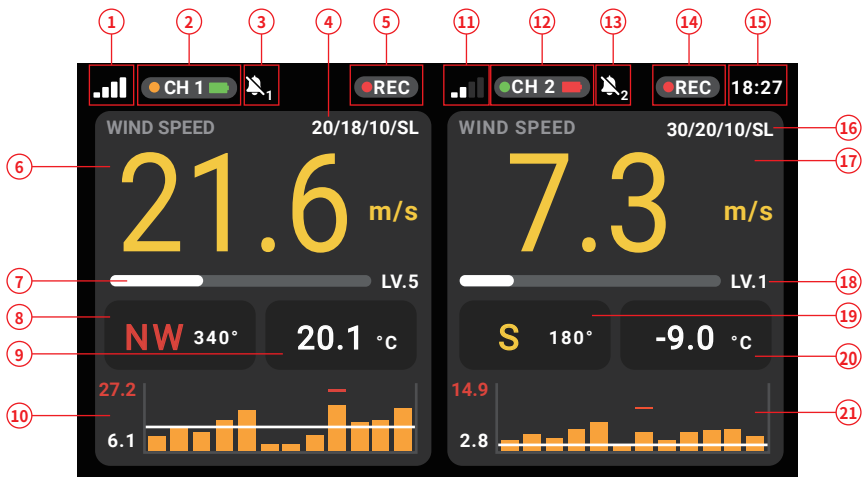 1 2 3 4 5 11 12 13 14 15
CH 1 1 REC CH 2 2 REC 18:27
WIND SPEED 20/18/10/SL WIND SPEED 30/20/10/SL 16
6 21.6 m/s 7.3 m/s 17
7 LV.5 LV.1 18
8 NW 340° 20.1 °C S 180° -9.0 °C 19
9 20
27.2 14.9
10 21
6.1 2.8